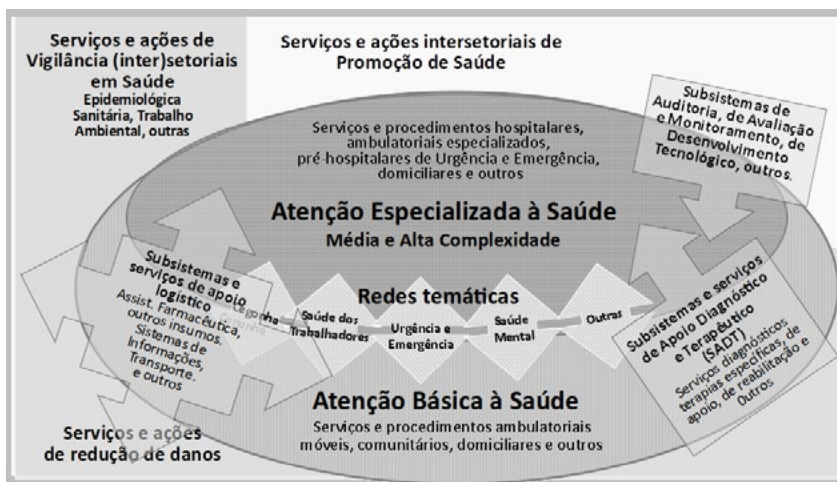 Serviços e ações de
Vigilância (inter)setoriais
em Saúde
Epidemiológica
Sanitária, Trabalho
Ambiental, outras
Serviços e ações intersetoriais de
Promoção de Saúde
Subsistemas de
Auditoria, de Avaliação
e Monitoramento, de
Desenvolvimento
Tecnológico, outros.
Serviços e procedimentos hospitalares,
ambulatoriais especializados,
pré-hospitalares de Urgência e Emergência,
domiciliares e outros
Atenção Especializada à Saúde
Média e Alta Complexidade
Subsistemas e
serviços de apoio
logístico
Assist. Farmacêutica,
outros insumos.
Sistemas de
Informações,
Transporte.
e outros
Redes temáticas
Saúde dos
Trabalhadores
Urgência e
Emergência
Saúde
Mental
Outras
Subsistemas e serviços
de Apoio Diagnóstico
e Terapêutico
(SADT)
Serviços diagnósticos
terapias específicas, de
apoio, de reabilitação e
Outros
Atenção Básica à Saúde
Serviços e procedimentos ambulatoriais
móveis, comunitários, domiciliares e outros
Serviços e ações
de redução de danos